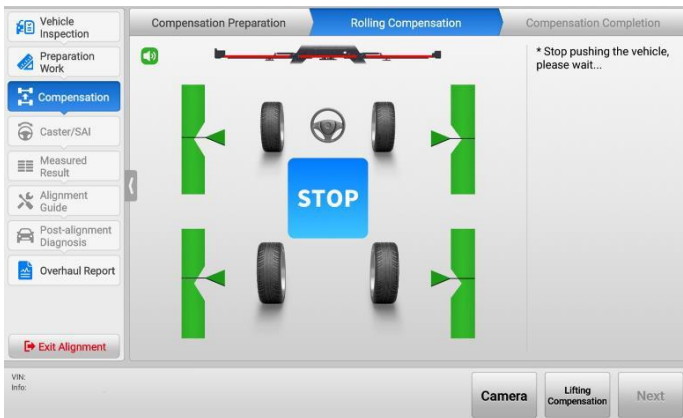 Vehicle
Inspection
Preparation
Work
Compensation
Caster/SAI
Measured
Result
Alignment
Guide
Post-alignment
Diagnosis
Overhaul Report
Exit Alignment
Compensation Preparation
Rolling Compensation
Compensation Completion
* Stop pushing the vehicle,
please wait...
STOP
VIN:
Info:
Camera
Lifting
Compensation
Next